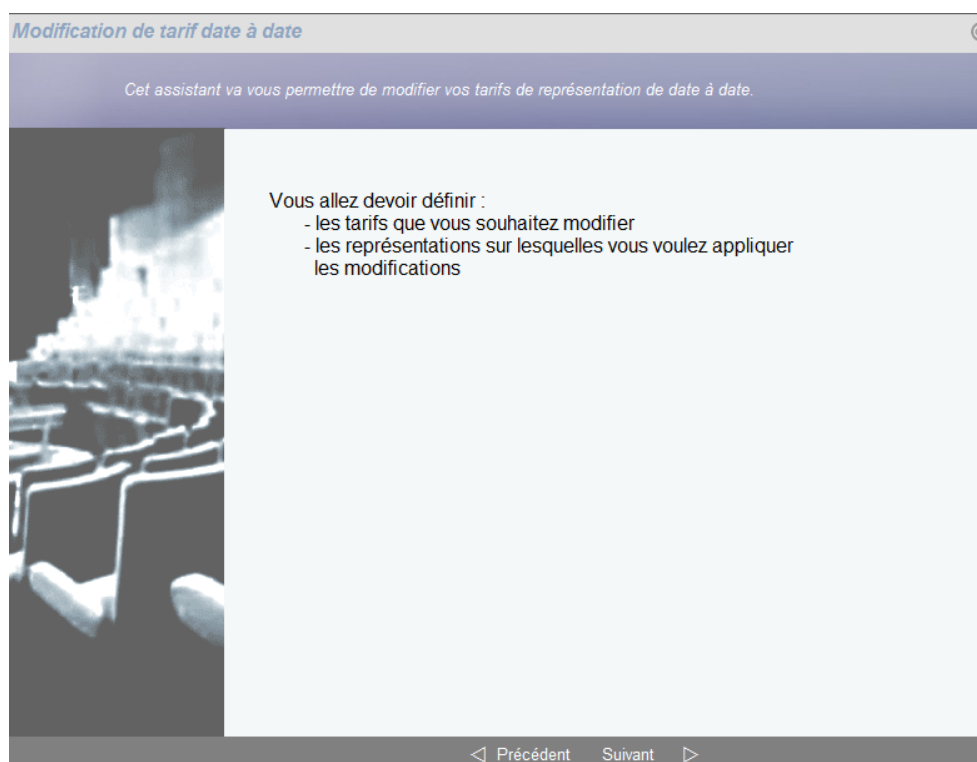 Modification de tarif date à date
Cet assistant va vous permettre de modifier vos tarifs de représentation de date à date.
Vous allez devoir définir :
- les tarifs que vous souhaitez modifier
- les représentations sur lesquelles vous voulez appliquer
les modifications
Précédent Suivant